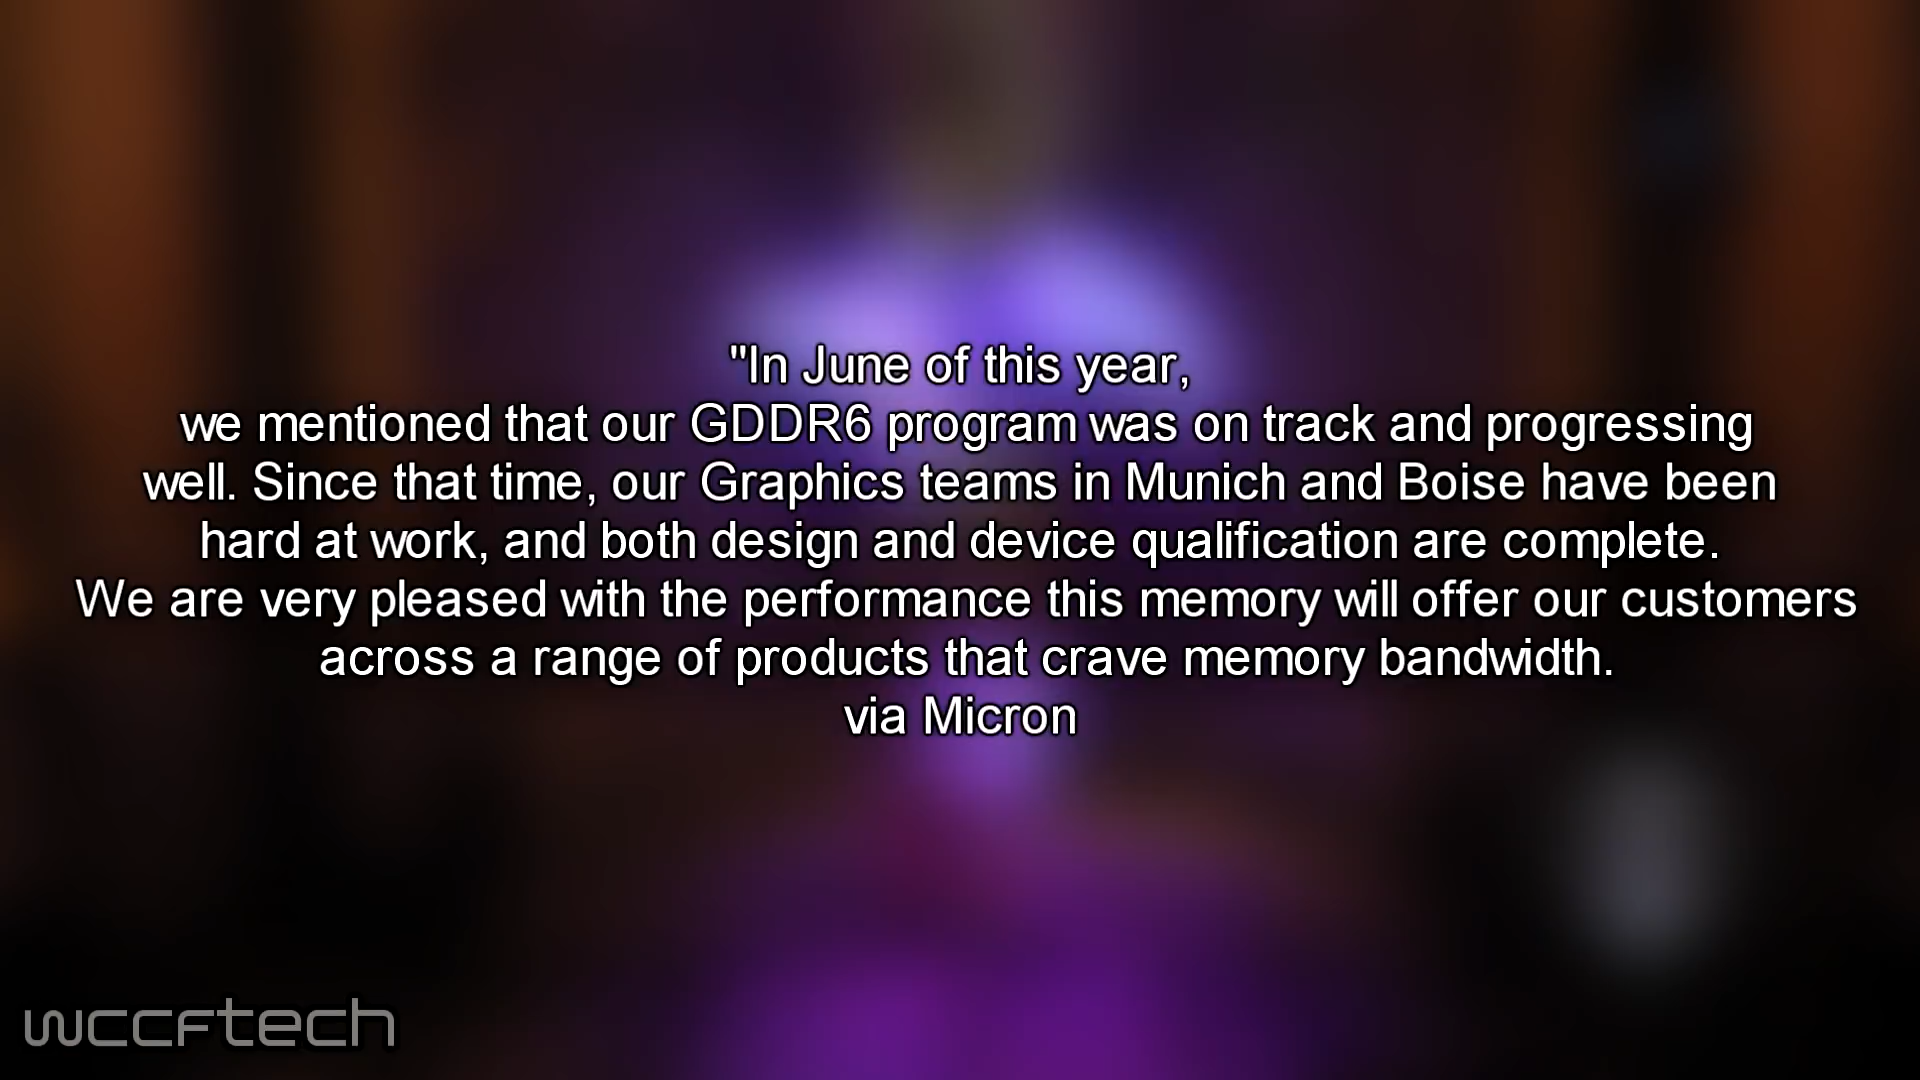 "In June of this year,
we mentioned that our GDDR6 program was on track and progressing
well. Since that time, our Graphics teams in Munich and Boise have been
hard at work, and both design and device qualification are complete.
We are very pleased with the performance this memory will offer our customers
across a range of products that crave memory bandwidth.
via Micron
wccftech